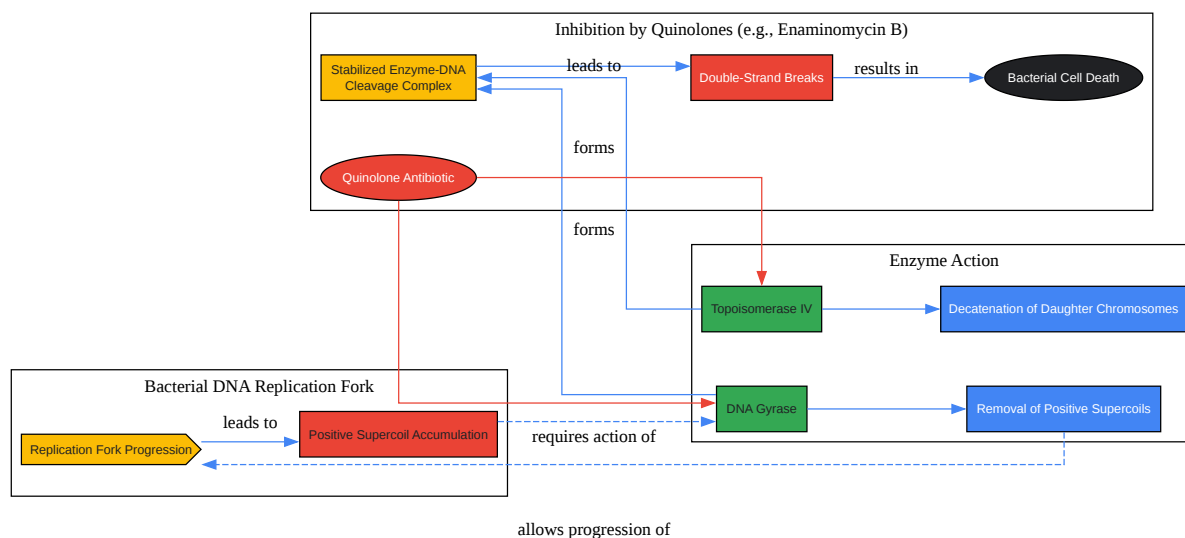 Inhibition by Quinolones (e.g., Enaminomycin B)
Stabilized Enzyme-DNA
Cleavage Complex
leads to
Double-Strand Breaks
results in
Bacterial Cell Death
forms
Quinolone Antibiotic
forms
Enzyme Action
Topoisomerase IV
Decatenation of Daughter Chromosomes
Bacterial DNA Replication Fork
DNA Gyrase
Removal of Positive Supercoils
leads to
Positive Supercoil Accumulation
requires action of
Replication Fork Progression
allows progression of